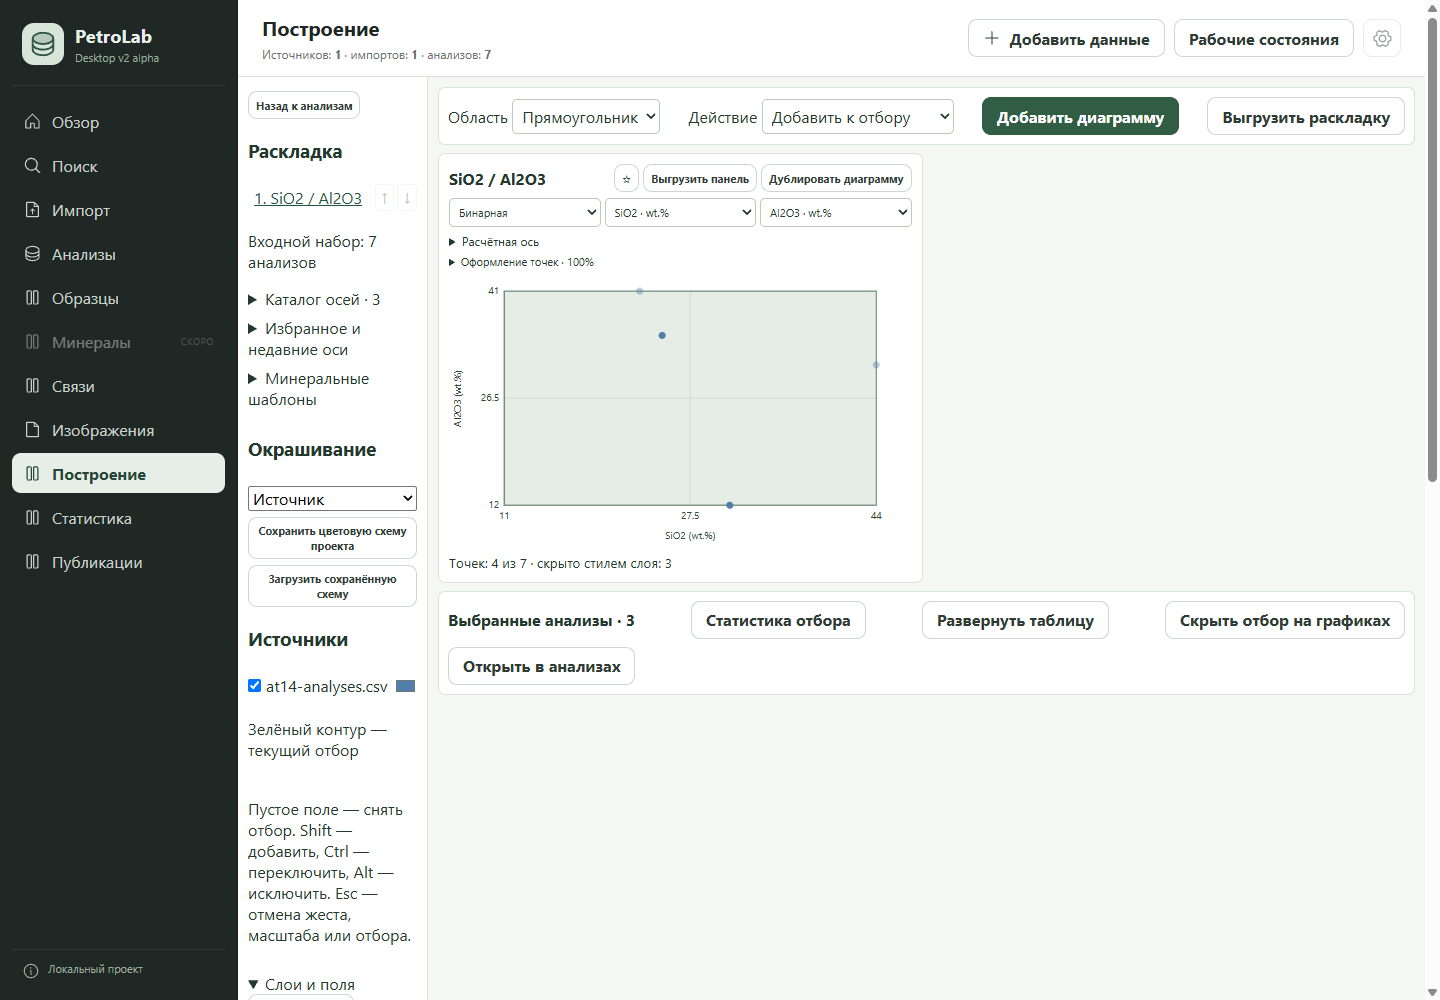 PetroLab
Desktop v2 alpha
Обзор
Поиск
Импорт
Анализы
Образцы
Минералы
СКОРО
Связи
Изображения
Построение
Статистика
Публикации
Локальный проект
Построение
Источников: 1 · импортов: 1 · анализов: 7
Добавить данные
Рабочие состояния
Назад к анализам
Раскладка
1. SiO2 / Al2O3
↑
↓
Входной набор: 7
анализов
Каталог осей · 3
Избранное и
недавние оси
Минеральные
шаблоны
Окрашивание
Источник
Сохранить цветовую схему
проекта
Загрузить сохранённую
схему
Источники
at14-analyses.csv
Зелёный контур —
текущий отбор
Пустое поле — снять
отбор. Shift —
добавить, Ctrl —
переключить, Alt —
исключить. Esc —
отмена жеста,
масштаба или отбора.
Слои и поля
Область
Прямоугольник
Действие
Добавить к отбору
Добавить диаграмму
Выгрузить раскладку
SiO2 / Al2O3
☆
Выгрузить панель
Дублировать диаграмму
Бинарная
SiO2 · wt.%
Al2O3 · wt.%
Расчётная ось
Оформление точек · 100%
41
26.5
12
Al2O3 (wt.%)
11
27.5
44
SiO2 (wt.%)
Точек: 4 из 7 · скрыто стилем слоя: 3
Выбранные анализы · 3
Статистика отбора
Развернуть таблицу
Скрыть отбор на графиках
Открыть в анализах